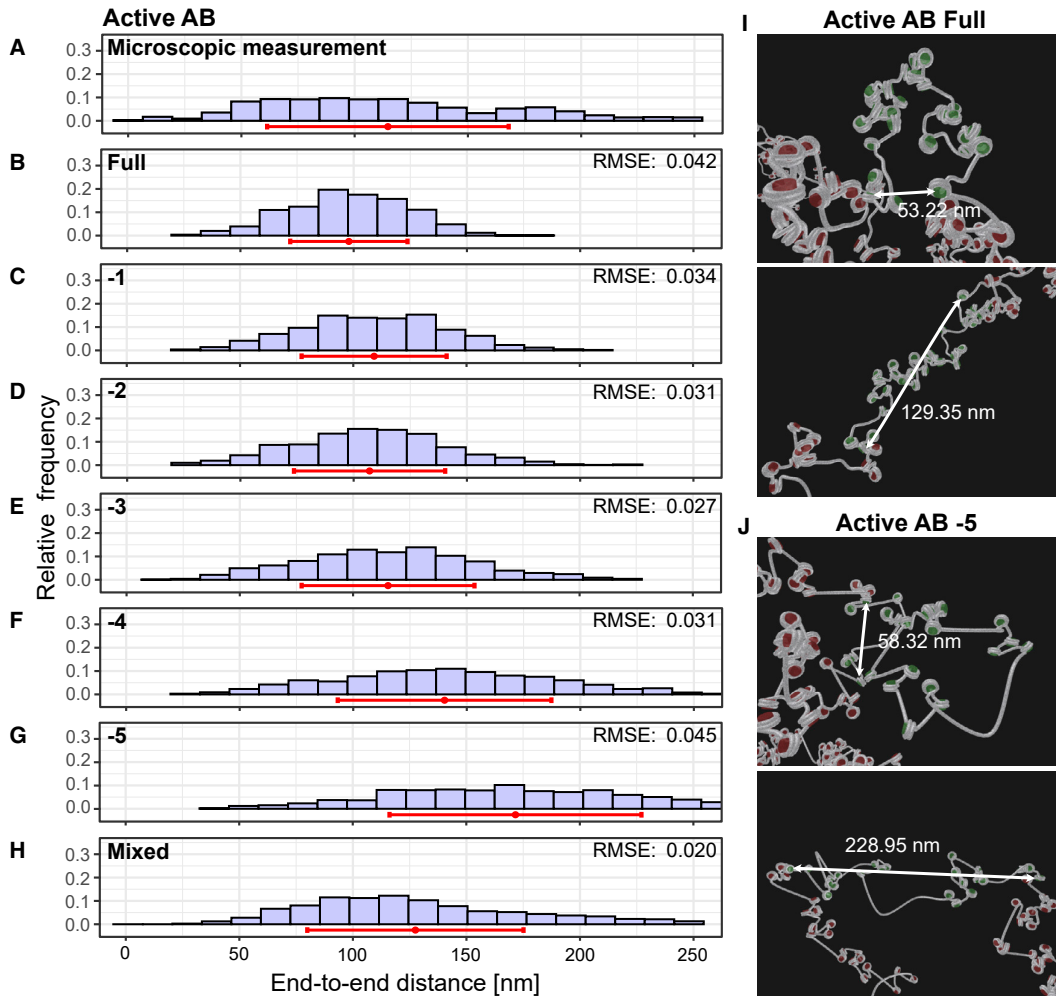 Active AB
A
Microscopic measurement
0.3
0.2
0.1
0.0
B
Full
RMSE: 0.042
0.3
0.2
0.1
0.0
C
-1
RMSE: 0.034
0.3
0.2
0.1
0.0
D
-2
RMSE: 0.031
0.3
0.2
0.1
0.0
E
-3
RMSE: 0.027
0.3
0.2
0.1
0.0
F
-4
RMSE: 0.031
0.3
0.2
0.1
0.0
G
-5
RMSE: 0.045
0.3
0.2
0.1
0.0
H
Mixed
RMSE: 0.020
0.3
0.2
0.1
0.0
Relative frequency
0 50 100 150 200 250
End-to-end distance [nm]
I
Active AB Full
53.22 nm
129.35 nm
J
Active AB -5
58.32 nm
228.95 nm